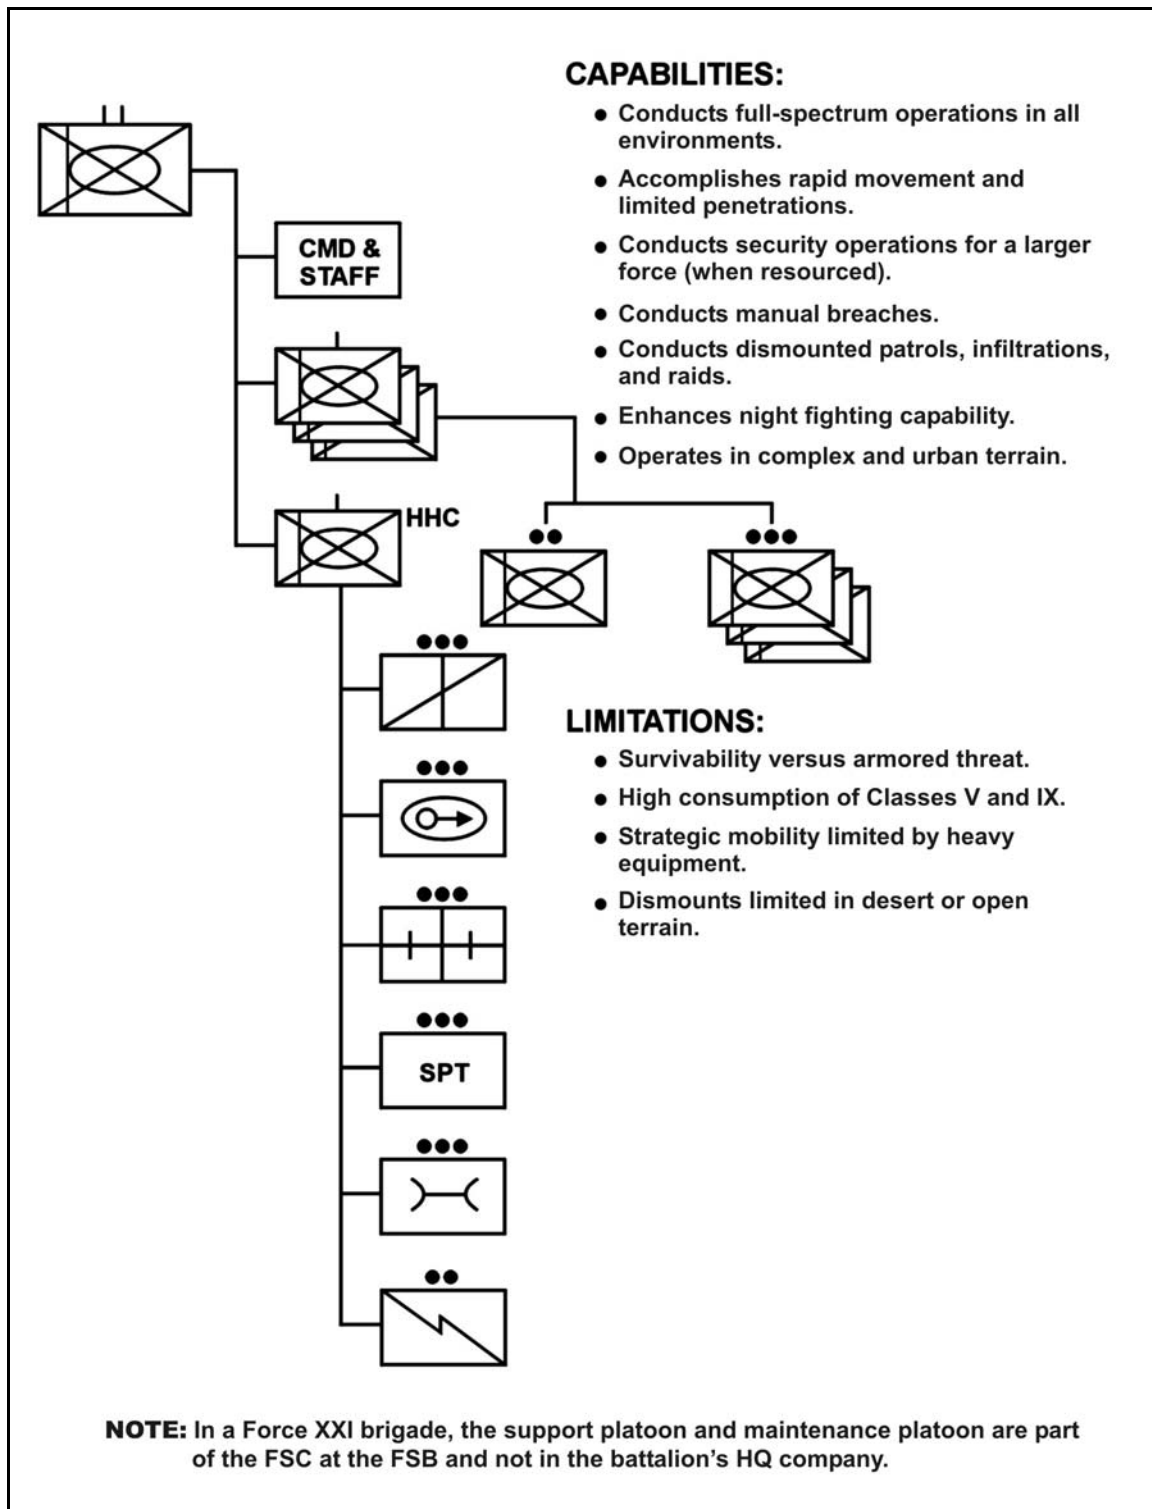 CAPABILITIES:
● Conducts full-spectrum operations in all
environments.
● Accomplishes rapid movement and
limited penetrations.
● Conducts security operations for a larger
force (when resourced).
● Conducts manual breaches.
● Conducts dismounted patrols, infiltrations,
and raids.
● Enhances night fighting capability.
● Operates in complex and urban terrain.
CMD &
STAFF
HHC
SPT
LIMITATIONS:
● Survivability versus armored threat.
● High consumption of Classes V and IX.
● Strategic mobility limited by heavy
equipment.
● Dismounts limited in desert or open
terrain.
NOTE: In a Force XXI brigade, the support platoon and maintenance platoon are part
of the FSC at the FSB and not in the battalion's HQ company.